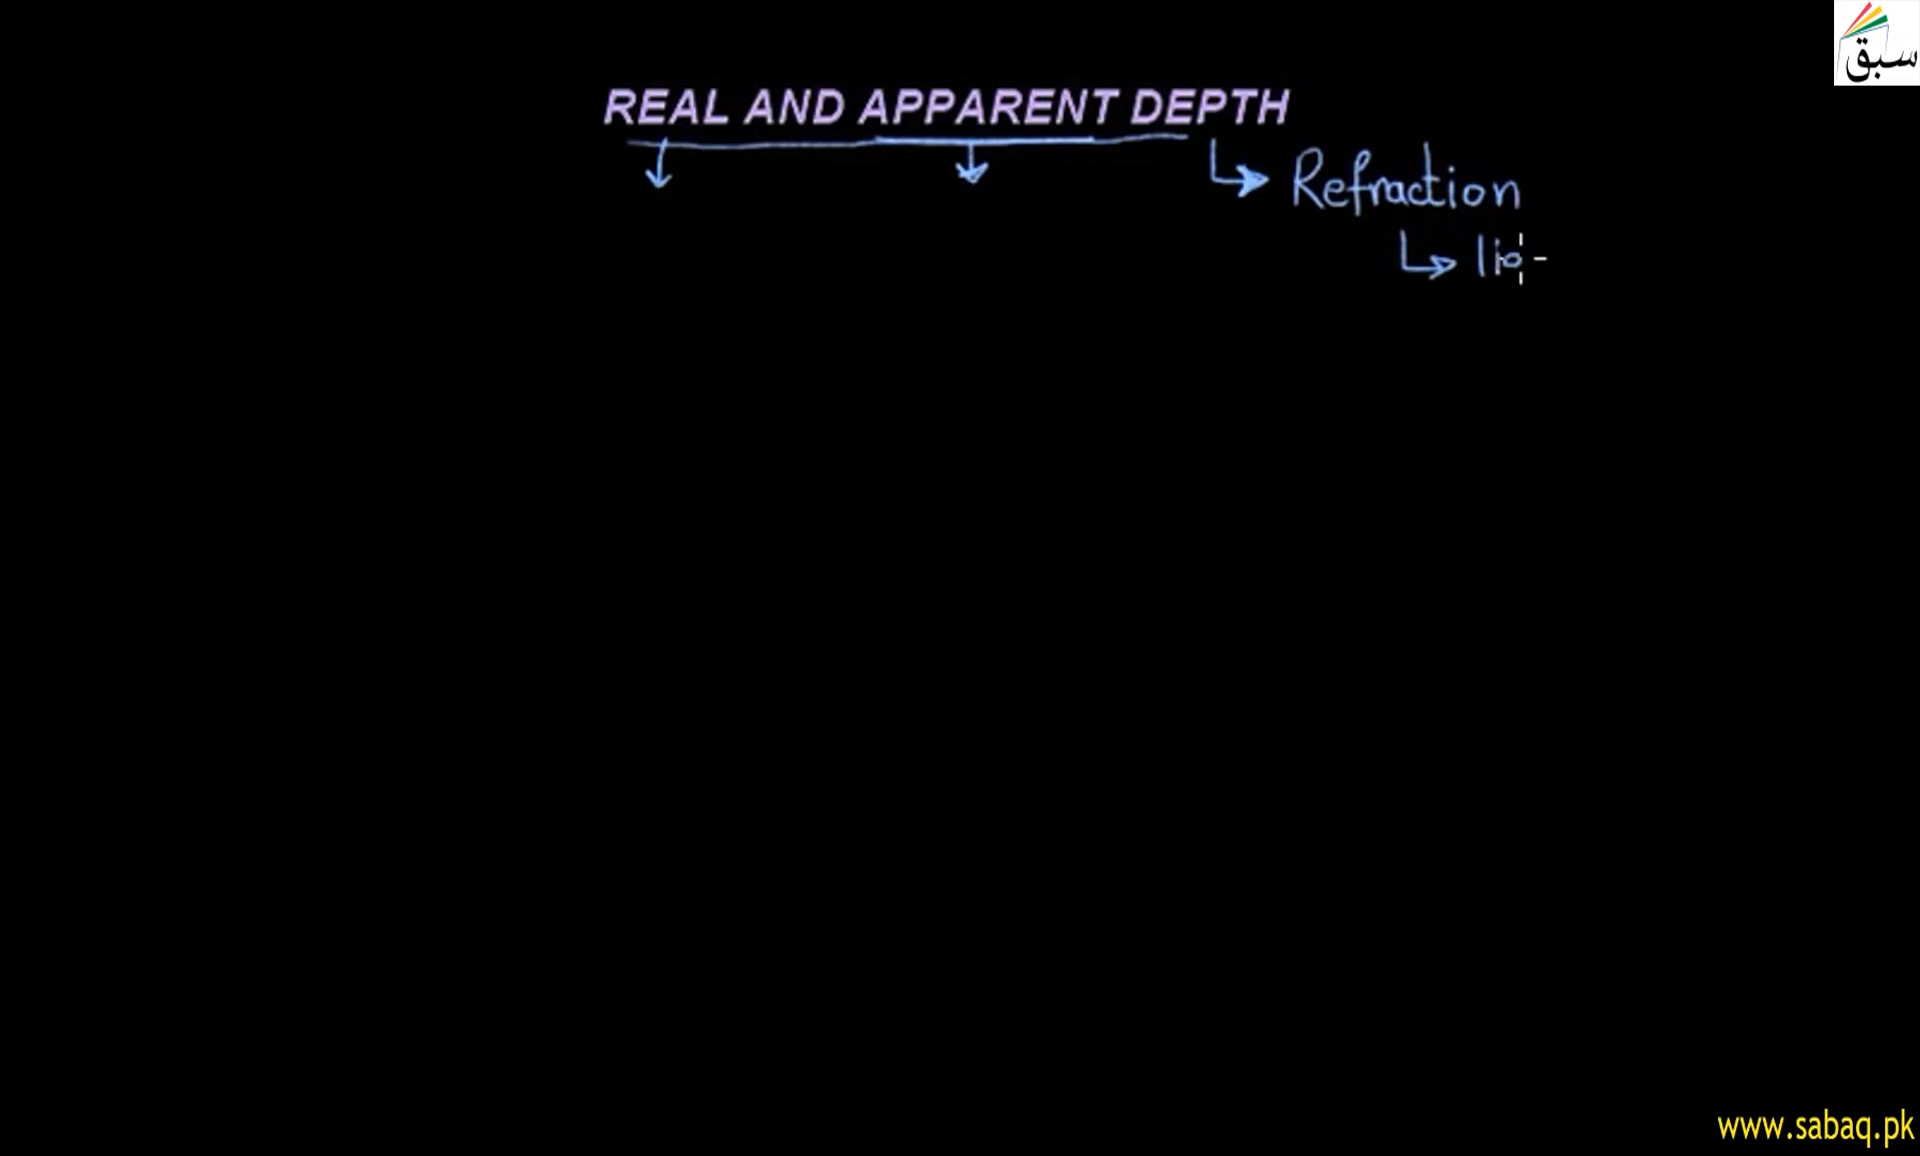 سبق
REAL AND APPARENT DEPTH
Refraction
www.sabaq.pk